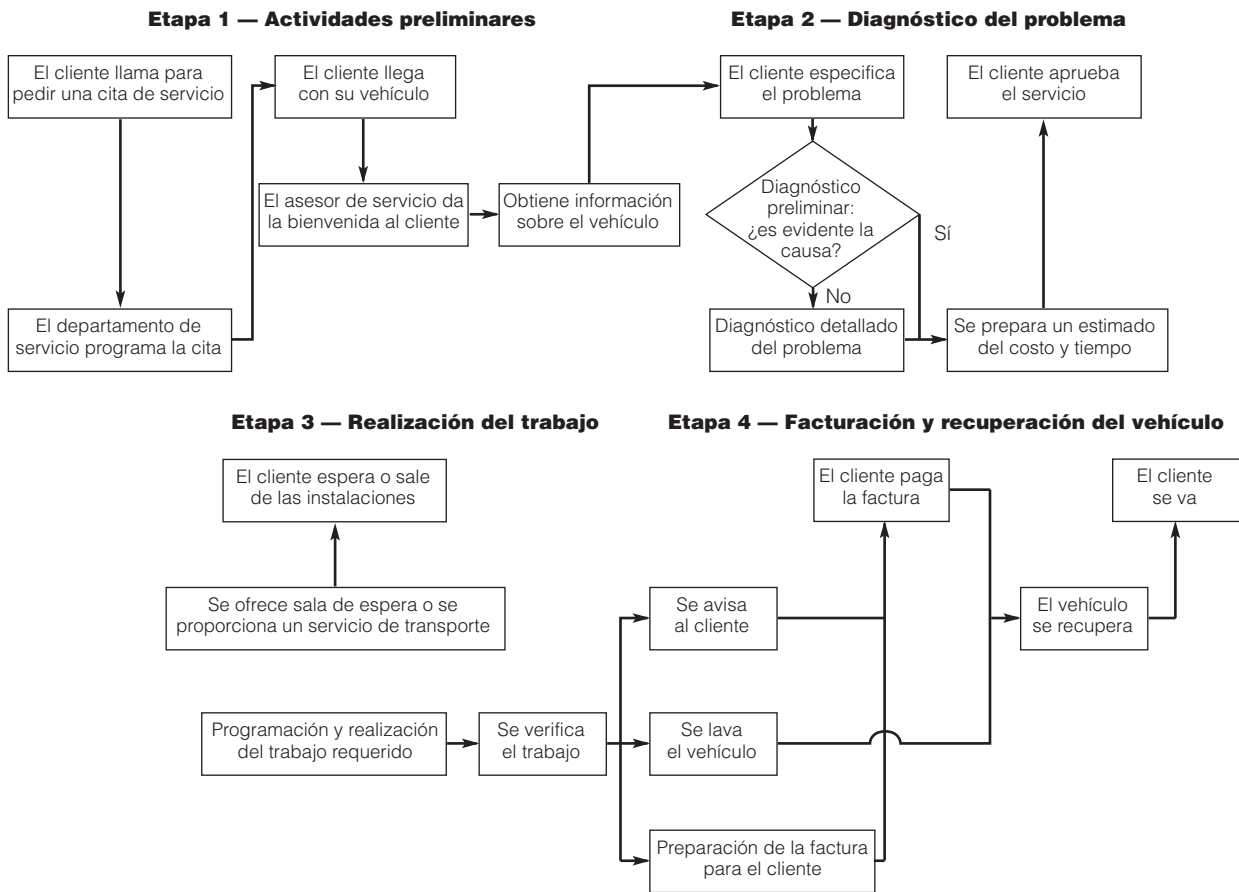 Etapa 1 — Actividades preliminares
El cliente llama para
pedir una cita de servicio
El cliente llega
con su vehículo
El asesor de servicio da
la bienvenida al cliente
Obtiene información
sobre el vehículo
El departamento de
servicio programa la cita
Etapa 2 — Diagnóstico del problema
El cliente especifica
el problema
El cliente aprueba
el servicio
Diagnóstico
preliminar:
¿es evidente la
causa?
Sí
No
Diagnóstico detallado
del problema
Se prepara un estimado
del costo y tiempo
Etapa 3 — Realización del trabajo
El cliente espera o sale
de las instalaciones
Se ofrece sala de espera o se
proporciona un servicio de transporte
Programación y realización
del trabajo requerido
Se verifica
el trabajo
Etapa 4 — Facturación y recuperación del vehículo
El cliente paga
la factura
El cliente
se va
Se avisa
al cliente
El vehículo
se recupera
Se lava
el vehículo
Preparación de la factura
para el cliente